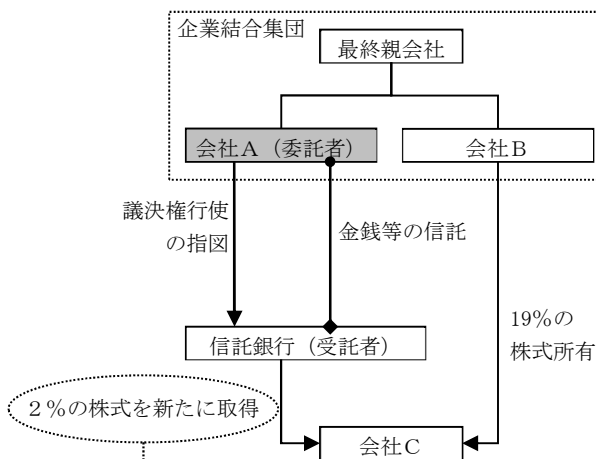 企業結合集団
最終親会社
会社A（委託者）
会社B
議決権行使
の指図
金銭等の信託
19%の
株式所有
信託銀行（受託者）
２％の株式を新たに取得
会社C